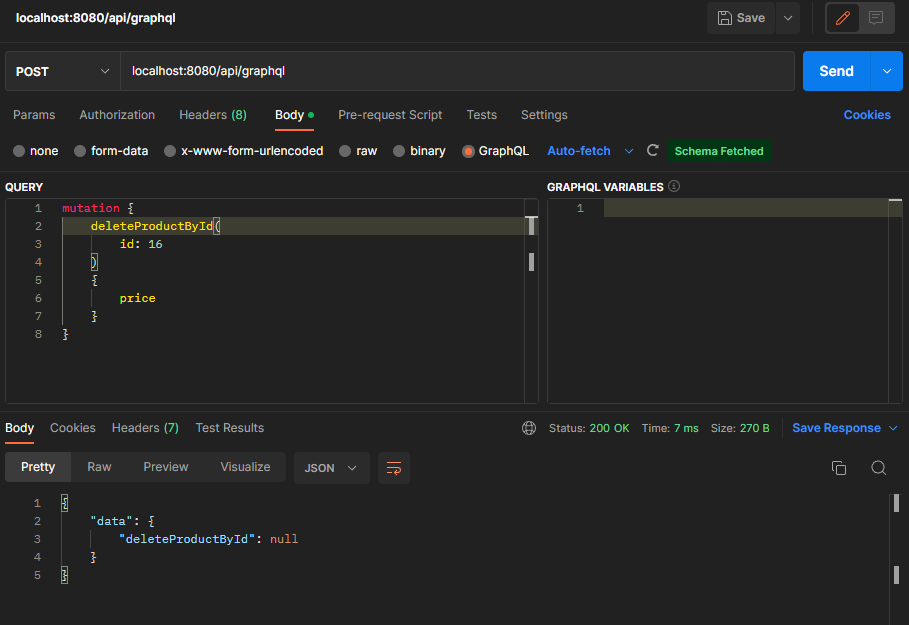 localhost:8080/api/graphql
Save
POST
localhost:8080/api/graphql
Send
Params Authorization Headers (8) Body Pre-request Script Tests Settings Cookies
none form-data x-www-form-urlencoded raw binary GraphQL Auto-fetch Schema Fetched
QUERY
1 mutation {
2 deleteProductById(
3 id: 16
4 )
5 {
6 price
7 }
8 }
GRAPHQL VARIABLES
1
Body Cookies Headers (7) Test Results Status: 200 OK Time: 7 ms Size: 270 B Save Response
Pretty Raw Preview Visualize JSON
1 {
2 "data": {
3 "deleteProductById": null
4 }
5 }